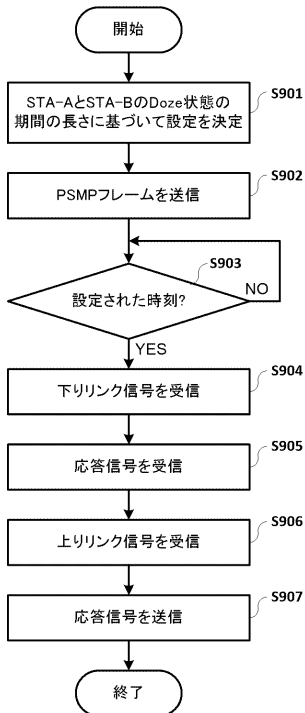 開始
S901
STA-AとSTA-BのDoze状態の
期間の長さに基づいて設定を決定
S902
PSMPフレームを送信
S903
設定された時刻?
NO
YES
S904
下りリンク信号を受信
S905
応答信号を受信
S906
上りリンク信号を受信
S907
応答信号を送信
終了